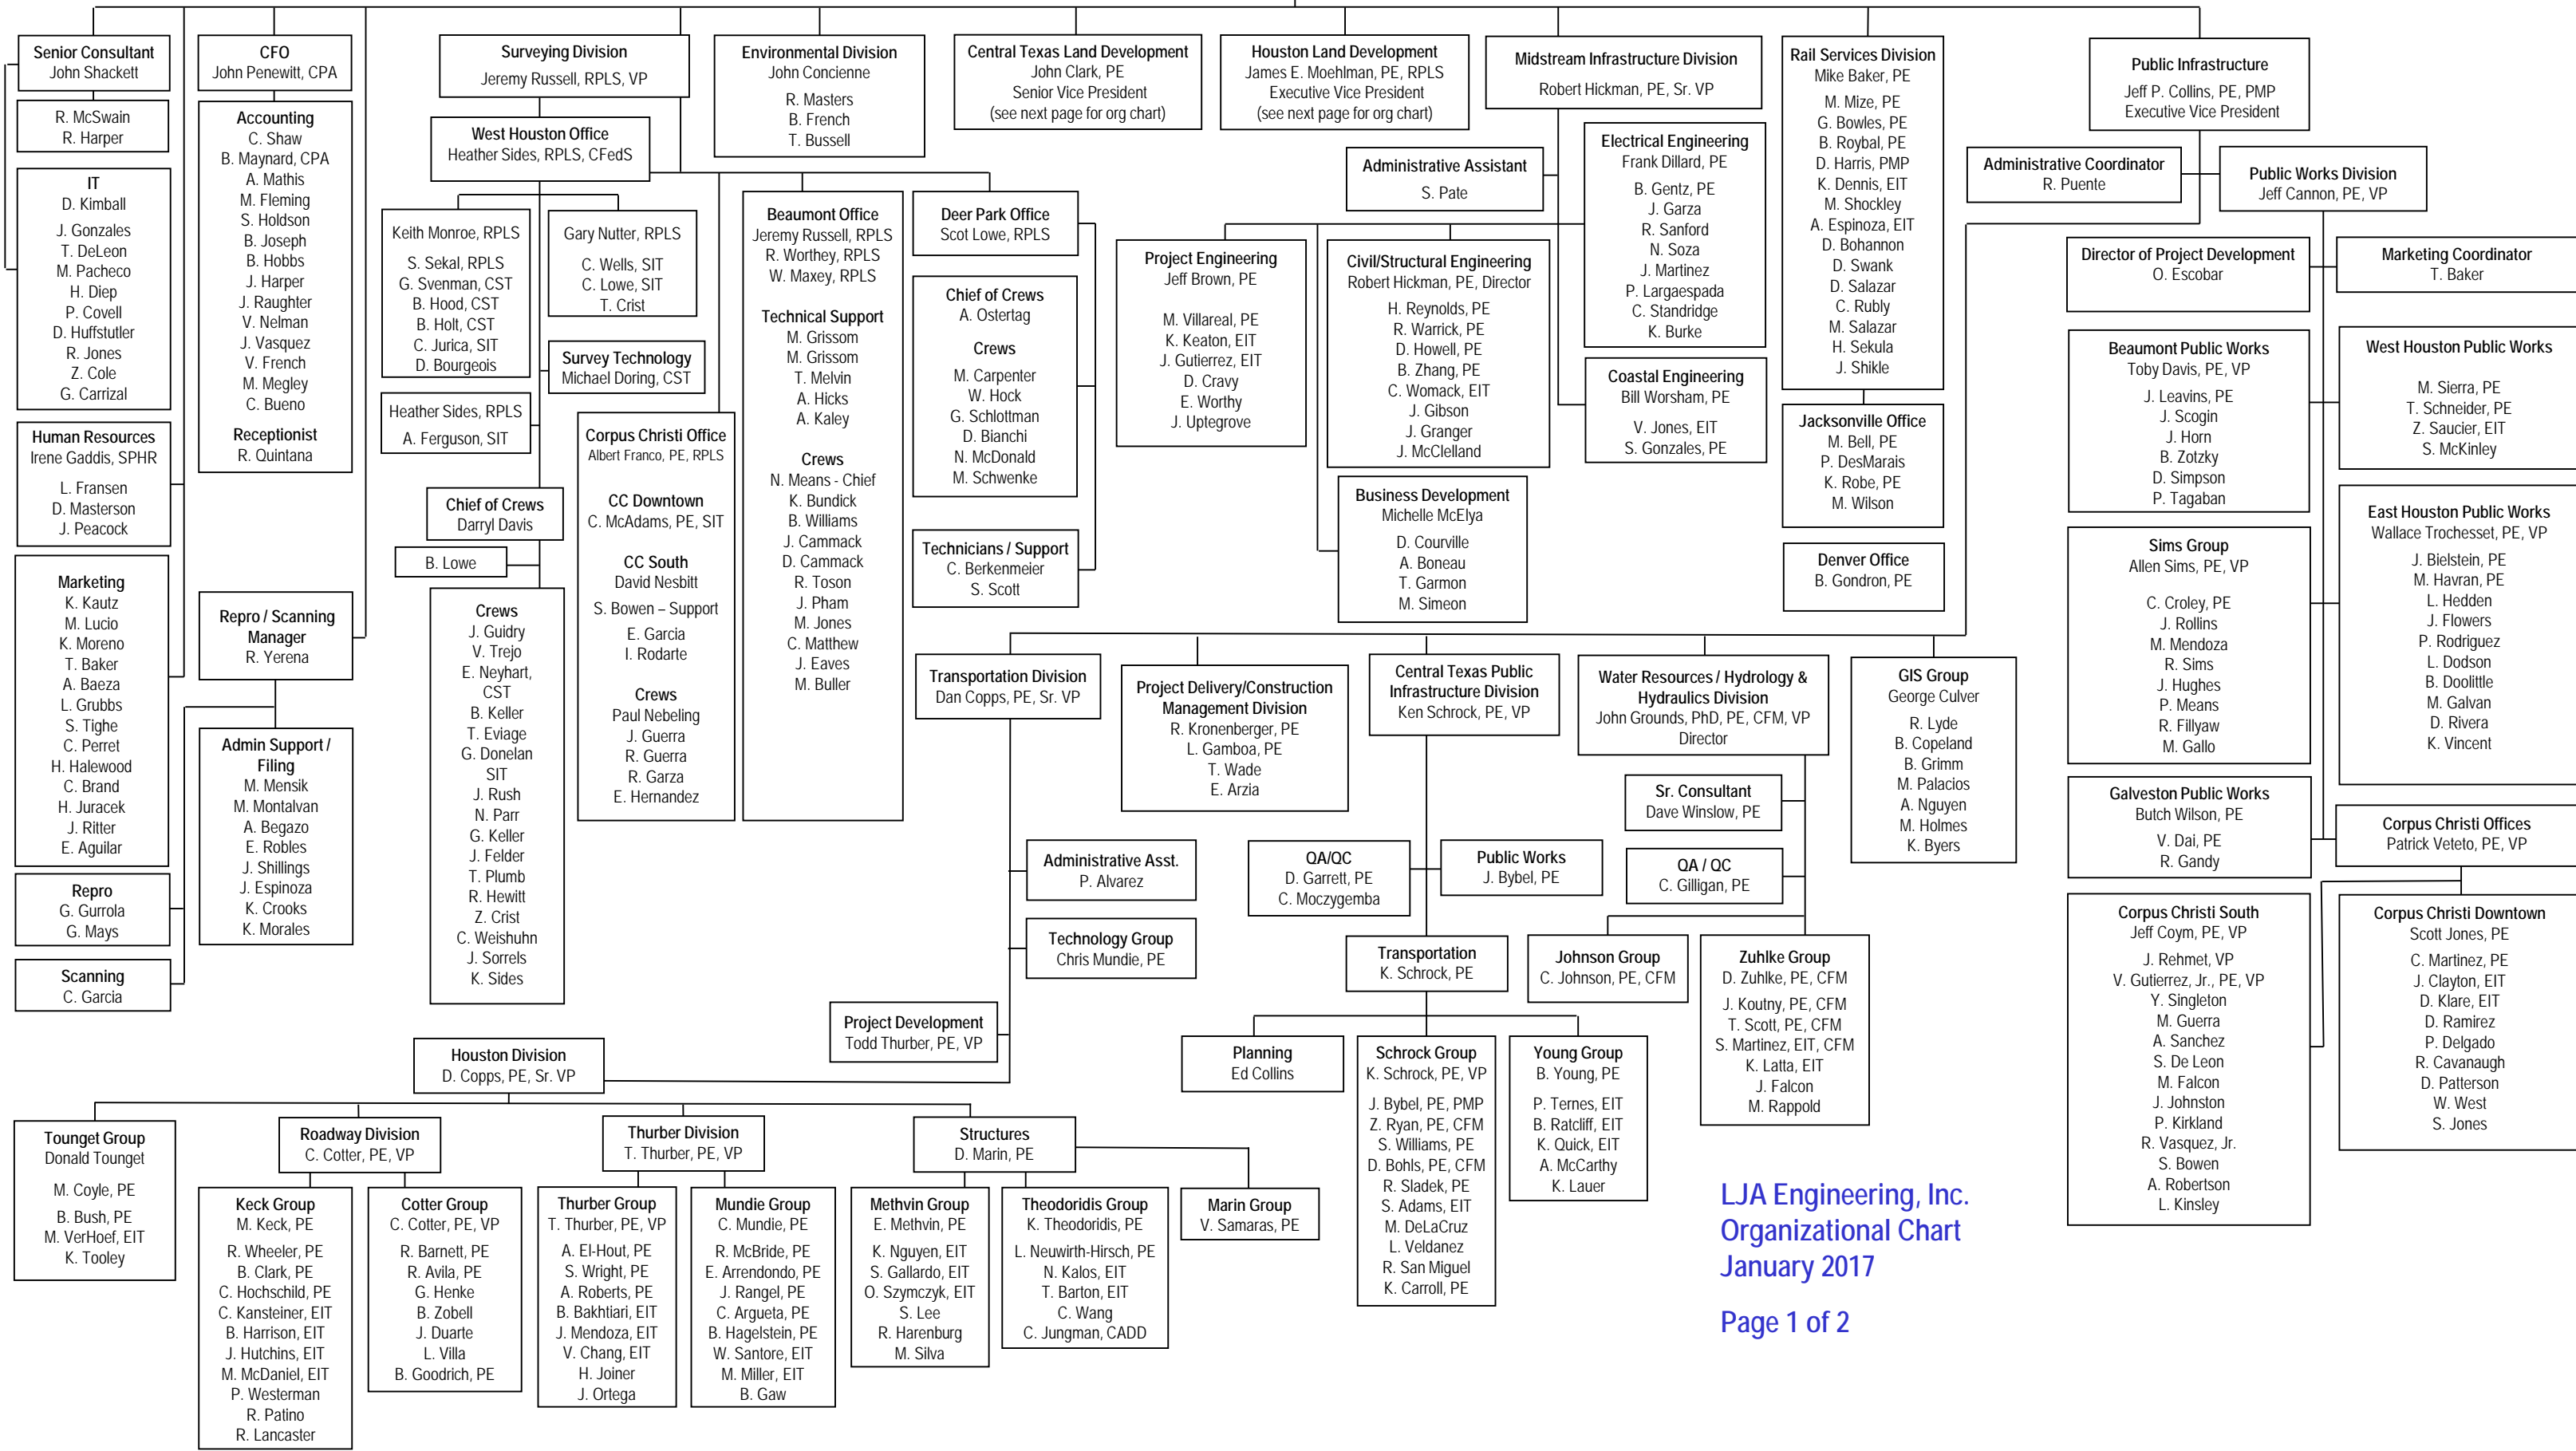 Senior Consultant
John Shackett
R. McSwain
R. Harper
IT
D. Kimball
J. Gonzales
T. DeLeon
M. Pacheco
H. Diep
P. Covell
D. Huffstutler
R. Jones
Z. Cole
G. Carrizal
Human Resources
Irene Gaddis, SPHR
L. Fransen
D. Masterson
J. Peacock
Marketing
K. Kautz
M. Lucio
K. Moreno
T. Baker
A. Baeza
L. Grubbs
S. Tighe
C. Perret
H. Halewood
C. Brand
H. Juracek
J. Ritter
E. Aguilar
Repro
G. Gurrola
G. Mays
Scanning
C. Garcia
CFO
John Penewitt, CPA
Accounting
C. Shaw
B. Maynard, CPA
A. Mathis
M. Fleming
S. Holdson
B. Joseph
B. Hobbs
J. Harper
J. Raughter
V. Nelman
J. Vasquez
V. French
M. Megley
C. Bueno
Receptionist
R. Quintana
Repro / Scanning
Manager
R. Yerena
Admin Support /
Filing
M. Mensik
M. Montalvan
A. Begazo
E. Robles
J. Shillings
J. Espinoza
K. Crooks
K. Morales
Surveying Division
Jeremy Russell, RPLS, VP
West Houston Office
Heather Sides, RPLS, CFedS
Keith Monroe, RPLS
S. Sekal, RPLS
G. Svenman, CST
B. Hood, CST
B. Holt, CST
C. Jurica, SIT
D. Bourgeois
Gary Nutter, RPLS
C. Wells, SIT
C. Lowe, SIT
T. Crist
Survey Technology
Michael Doring, CST
Heather Sides, RPLS
A. Ferguson, SIT
Chief of Crews
Darryl Davis
B. Lowe
Crews
J. Guidry
V. Trejo
E. Neyhart,
CST
B. Keller
T. Eviage
G. Donelan
SIT
J. Rush
N. Parr
G. Keller
J. Felder
T. Plumb
R. Hewitt
Z. Crist
C. Weishuhn
J. Sorrels
K. Sides
Corpus Christi Office
Albert Franco, PE, RPLS
CC Downtown
C. McAdams, PE, SIT
CC South
David Nesbitt
S. Bowen – Support
E. Garcia
I. Rodarte
Crews
Paul Nebeling
J. Guerra
R. Guerra
R. Garza
E. Hernandez
Environmental Division
John Concienne
R. Masters
B. French
T. Bussell
Beaumont Office
Jeremy Russell, RPLS
R. Worthey, RPLS
W. Maxey, RPLS
Technical Support
M. Grissom
M. Grissom
T. Melvin
A. Hicks
A. Kaley
Crews
N. Means - Chief
K. Bundick
B. Williams
J. Cammack
D. Cammack
R. Toson
J. Pham
M. Jones
C. Matthew
J. Eaves
M. Buller
Deer Park Office
Scot Lowe, RPLS
Chief of Crews
A. Ostertag
Crews
M. Carpenter
W. Hock
G. Schlottman
D. Bianchi
N. McDonald
M. Schwenke
Technicians / Support
C. Berkenmeier
S. Scott
Central Texas Land Development
John Clark, PE
Senior Vice President
(see next page for org chart)
Houston Land Development
James E. Moehlman, PE, RPLS
Executive Vice President
(see next page for org chart)
Midstream Infrastructure Division
Robert Hickman, PE, Sr. VP
Administrative Assistant
S. Pate
Electrical Engineering
Frank Dillard, PE
B. Gentz, PE
J. Garza
R. Sanford
N. Soza
J. Martinez
P. Largaespada
C. Standridge
K. Burke
Project Engineering
Jeff Brown, PE
M. Villareal, PE
K. Keaton, EIT
J. Gutierrez, EIT
D. Cravy
E. Worthy
J. Uptegrove
Civil/Structural Engineering
Robert Hickman, PE, Director
H. Reynolds, PE
R. Warrick, PE
D. Howell, PE
B. Zhang, PE
C. Womack, EIT
J. Gibson
J. Granger
J. McClelland
Coastal Engineering
Bill Worsham, PE
V. Jones, EIT
S. Gonzales, PE
Business Development
Michelle McElya
D. Courville
A. Boneau
T. Garmon
M. Simeon
Rail Services Division
Mike Baker, PE
M. Mize, PE
G. Bowles, PE
B. Roybal, PE
D. Harris, PMP
K. Dennis, EIT
M. Shockley
A. Espinoza, EIT
D. Bohannon
D. Swank
D. Salazar
C. Rubly
M. Salazar
H. Sekula
J. Shikle
Jacksonville Office
M. Bell, PE
P. DesMarais
K. Robe, PE
M. Wilson
Denver Office
B. Gondron, PE
Public Infrastructure
Jeff P. Collins, PE, PMP
Executive Vice President
Administrative Coordinator
R. Puente
Public Works Division
Jeff Cannon, PE, VP
Director of Project Development
O. Escobar
Marketing Coordinator
T. Baker
Beaumont Public Works
Toby Davis, PE, VP
J. Leavins, PE
J. Scogin
J. Horn
B. Zotzky
D. Simpson
P. Tagaban
West Houston Public Works
M. Sierra, PE
T. Schneider, PE
Z. Saucier, EIT
S. McKinley
Sims Group
Allen Sims, PE, VP
C. Croley, PE
J. Rollins
M. Mendoza
R. Sims
J. Hughes
P. Means
R. Fillyaw
M. Gallo
East Houston Public Works
Wallace Trochesset, PE, VP
J. Bielstein, PE
M. Havran, PE
L. Hedden
J. Flowers
P. Rodriguez
L. Dodson
B. Doolittle
M. Galvan
D. Rivera
K. Vincent
Galveston Public Works
Butch Wilson, PE
V. Dai, PE
R. Gandy
Corpus Christi Offices
Patrick Veteto, PE, VP
Corpus Christi South
Jeff Coym, PE, VP
J. Rehmet, VP
V. Gutierrez, Jr., PE, VP
Y. Singleton
M. Guerra
A. Sanchez
S. De Leon
M. Falcon
J. Johnston
P. Kirkland
R. Vasquez, Jr.
S. Bowen
A. Robertson
L. Kinsley
Corpus Christi Downtown
Scott Jones, PE
C. Martinez, PE
J. Clayton, EIT
D. Klare, EIT
D. Ramirez
P. Delgado
R. Cavanaugh
D. Patterson
W. West
S. Jones
Transportation Division
Dan Copps, PE, Sr. VP
Project Delivery/Construction
Management Division
R. Kronenberger, PE
L. Gamboa, PE
T. Wade
E. Arzia
Central Texas Public
Infrastructure Division
Ken Schrock, PE, VP
Water Resources / Hydrology &
Hydraulics Division
John Grounds, PhD, PE, CFM, VP
Director
GIS Group
George Culver
R. Lyde
B. Copeland
B. Grimm
M. Palacios
A. Nguyen
M. Holmes
K. Byers
Sr. Consultant
Dave Winslow, PE
QA / QC
C. Gilligan, PE
Administrative Asst.
P. Alvarez
Technology Group
Chris Mundie, PE
Project Development
Todd Thurber, PE, VP
QA/QC
D. Garrett, PE
C. Moczygemba
Public Works
J. Bybel, PE
Transportation
K. Schrock, PE
Johnson Group
C. Johnson, PE, CFM
Zuhlke Group
D. Zuhlke, PE, CFM
J. Koutny, PE, CFM
T. Scott, PE, CFM
S. Martinez, EIT, CFM
K. Latta, EIT
J. Falcon
M. Rappold
Planning
Ed Collins
Schrock Group
K. Schrock, PE, VP
J. Bybel, PE, PMP
Z. Ryan, PE, CFM
S. Williams, PE
D. Bohls, PE, CFM
R. Sladek, PE
S. Adams, EIT
M. DeLaCruz
L. Veldanez
R. San Miguel
K. Carroll, PE
Young Group
B. Young, PE
P. Ternes, EIT
B. Ratcliff, EIT
K. Quick, EIT
A. McCarthy
K. Lauer
Houston Division
D. Copps, PE, Sr. VP
Tounget Group
Donald Tounget
M. Coyle, PE
B. Bush, PE
M. VerHoef, EIT
K. Tooley
Roadway Division
C. Cotter, PE, VP
Keck Group
M. Keck, PE
R. Wheeler, PE
B. Clark, PE
C. Hochschild, PE
C. Kansteiner, EIT
B. Harrison, EIT
J. Hutchins, EIT
M. McDaniel, EIT
P. Westerman
R. Patino
R. Lancaster
Cotter Group
C. Cotter, PE, VP
R. Barnett, PE
R. Avila, PE
G. Henke
B. Zobell
J. Duarte
L. Villa
B. Goodrich, PE
Thurber Division
T. Thurber, PE, VP
Thurber Group
T. Thurber, PE, VP
A. El-Hout, PE
S. Wright, PE
A. Roberts, PE
B. Bakhtiari, EIT
J. Mendoza, EIT
V. Chang, EIT
H. Joiner
J. Ortega
Mundie Group
C. Mundie, PE
R. McBride, PE
E. Arrendondo, PE
J. Rangel, PE
C. Argueta, PE
B. Hagelstein, PE
W. Santore, EIT
M. Miller, EIT
B. Gaw
Structures
D. Marin, PE
Methvin Group
E. Methvin, PE
K. Nguyen, EIT
S. Gallardo, EIT
O. Szymczyk, EIT
S. Lee
R. Harenburg
M. Silva
Theodoridis Group
K. Theodoridis, PE
L. Neuwirth-Hirsch, PE
N. Kalos, EIT
T. Barton, EIT
C. Wang
C. Jungman, CADD
Marin Group
V. Samaras, PE
LJA Engineering, Inc.
Organizational Chart
January 2017
Page 1 of 2